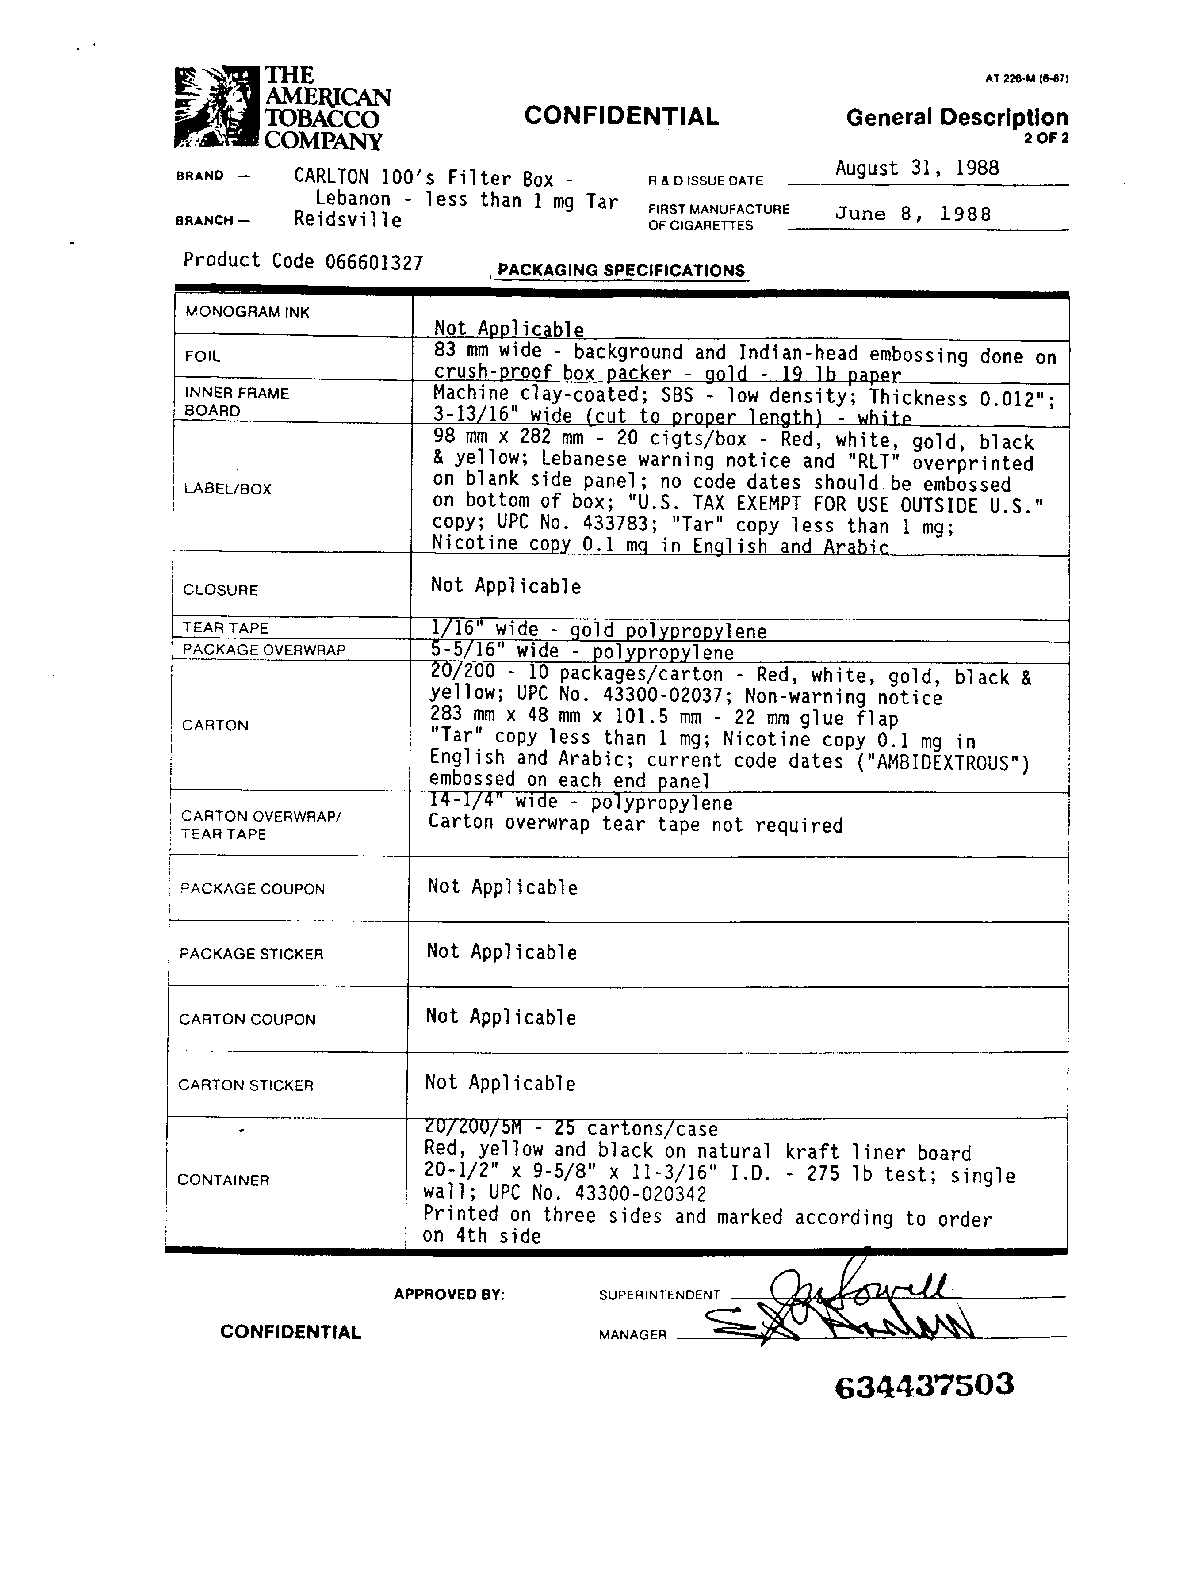 THE
AMERICAN
TOBACCO
COMPANY
AT 226-M (6-87)
CONFIDENTIAL
General Description
2 OF 2
BRAND — CARLTON 100's Filter Box -
Lebanon - less than 1 mg Tar
BRANCH — Reidsville
R & D ISSUE DATE August 31, 1988
FIRST MANUFACTURE
OF CIGARETTES June 8, 1988
Product Code 066601327
PACKAGING SPECIFICATIONS
MONOGRAM INK
Not Applicable
FOIL
83 mm wide - background and Indian-head embossing done on
crush-proof box packer - gold - 19 lb paper
INNER FRAME
BOARD
Machine clay-coated; SBS - low density; Thickness 0.012";
3-13/16" wide (cut to proper length) - white
LABEL/BOX
98 mm x 282 mm - 20 cigts/box - Red, white, gold, black
& yellow; Lebanese warning notice and "RLT" overprinted
on blank side panel; no code dates should be embossed
on bottom of box; "U.S. TAX EXEMPT FOR USE OUTSIDE U.S."
copy; UPC No. 433783; "Tar" copy less than 1 mg;
Nicotine copy 0.1 mg in English and Arabic
CLOSURE
Not Applicable
TEAR TAPE
1/16" wide - gold polypropylene
PACKAGE OVERWRAP
5-5/16" wide - polypropylene
CARTON
20/200 - 10 packages/carton - Red, white, gold, black &
yellow; UPC No. 43300-02037; Non-warning notice
283 mm x 48 mm x 101.5 mm - 22 mm glue flap
"Tar" copy less than 1 mg; Nicotine copy 0.1 mg in
English and Arabic; current code dates ("AMBIDEXTROUS")
embossed on each end panel
CARTON OVERWRAP/
TEAR TAPE
14-1/4" wide - polypropylene
Carton overwrap tear tape not required
PACKAGE COUPON
Not Applicable
PACKAGE STICKER
Not Applicable
CARTON COUPON
Not Applicable
CARTON STICKER
Not Applicable
CONTAINER
20/200/5M - 25 cartons/case
Red, yellow and black on natural kraft liner board
20-1/2" x 9-5/8" x 11-3/16" I.D. - 275 lb test; single
wall; UPC No. 43300-020342
Printed on three sides and marked according to order
on 4th side
APPROVED BY:
SUPERINTENDENT
CONFIDENTIAL
MANAGER
634437503